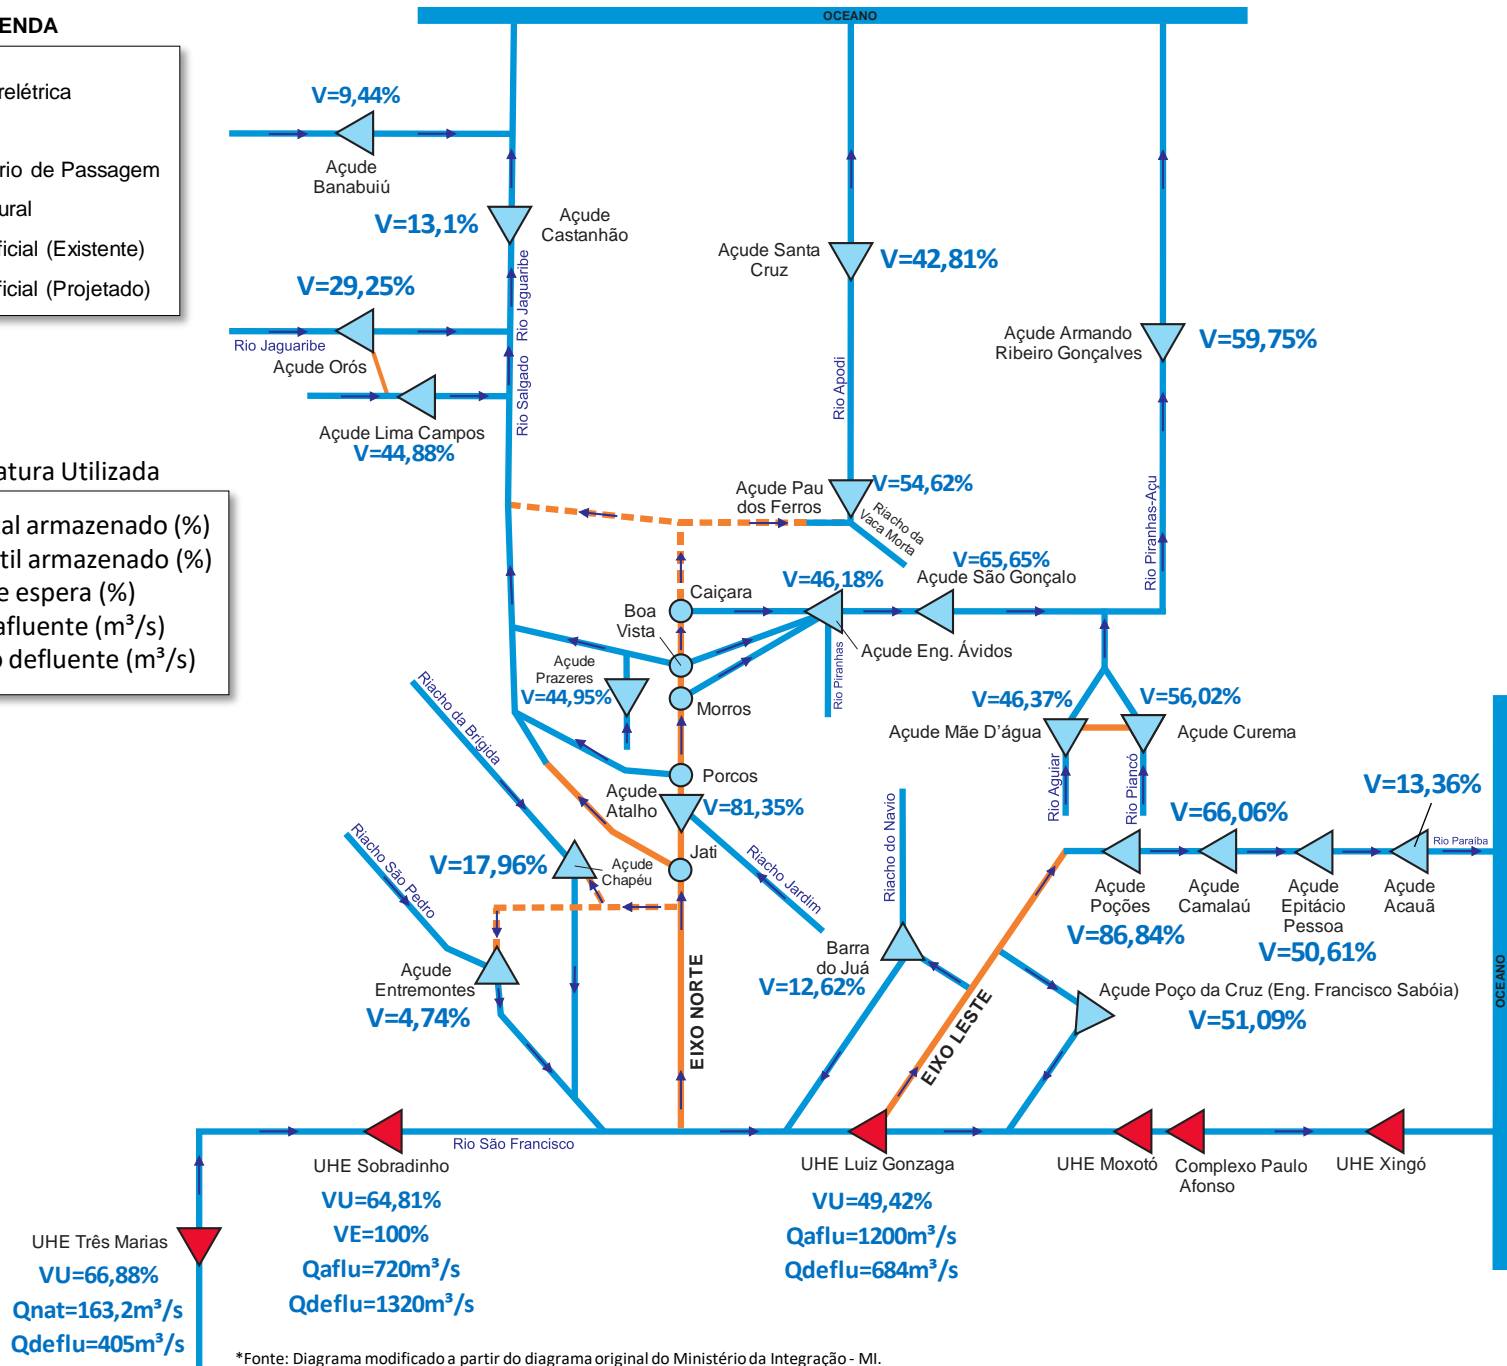 OCEANO
ENDA
relétrica
rio de Passagem
ural
ficial (Existente)
ficial (Projetado)
V=9,44%
Açude
Banabuiú
V=13,1%
Açude
Castanhão
Rio Jaguaribe
V=29,25%
Rio Jaguaribe
Açude Orós
Rio Salgado
Açude Lima Campos
V=44,88%
Açude Santa
Cruz
V=42,81%
Rio Apodi
Açude Armando
Ribeiro Gonçalves
V=59,75%
Rio Piranhas-Açu
atura Utilizada
al armazenado (%)
til armazenado (%)
e espera (%)
afluente (m³/s)
o defluente (m³/s)
Açude Pau
dos Ferros
V=54,62%
Riacho da
Vaca Morta
V=65,65%
Açude São Gonçalo
V=46,18%
Caiçara
Boa
Vista
Açude Eng. Ávidos
Rio Piranhas
Açude
Prazeres
V=44,95%
Morros
Riacho da Brígida
Porcos
Açude
Atalho
V=81,35%
V=46,37%
Açude Mãe D'água
V=56,02%
Açude Curema
Rio Aguiar
Rio Piancó
V=13,36%
V=66,06%
Rio Paraíba
Riacho do Navio
Riacho São Pedro
V=17,96%
Açude
Chapéu
Jati
Riacho Jardim
Açude
Poções
V=86,84%
Açude
Camalaú
Açude
Epitácio
Pessoa
V=50,61%
Açude
Acauã
Açude
Entremontes
V=4,74%
EIXO NORTE
Barra
do Juá
V=12,62%
EIXO LESTE
Açude Poço da Cruz (Eng. Francisco Sabóia)
V=51,09%
OCEANO
Rio São Francisco
UHE Sobradinho
VU=64,81%
VE=100%
Qaflu=720m³/s
Qdeflu=1320m³/s
UHE Luiz Gonzaga
VU=49,42%
Qaflu=1200m³/s
Qdeflu=684m³/s
UHE Moxotó
Complexo Paulo
Afonso
UHE Xingó
UHE Três Marias
VU=66,88%
Qnat=163,2m³/s
Qdeflu=405m³/s
*Fonte: Diagrama modificado a partir do diagrama original do Ministério da Integração - MI.